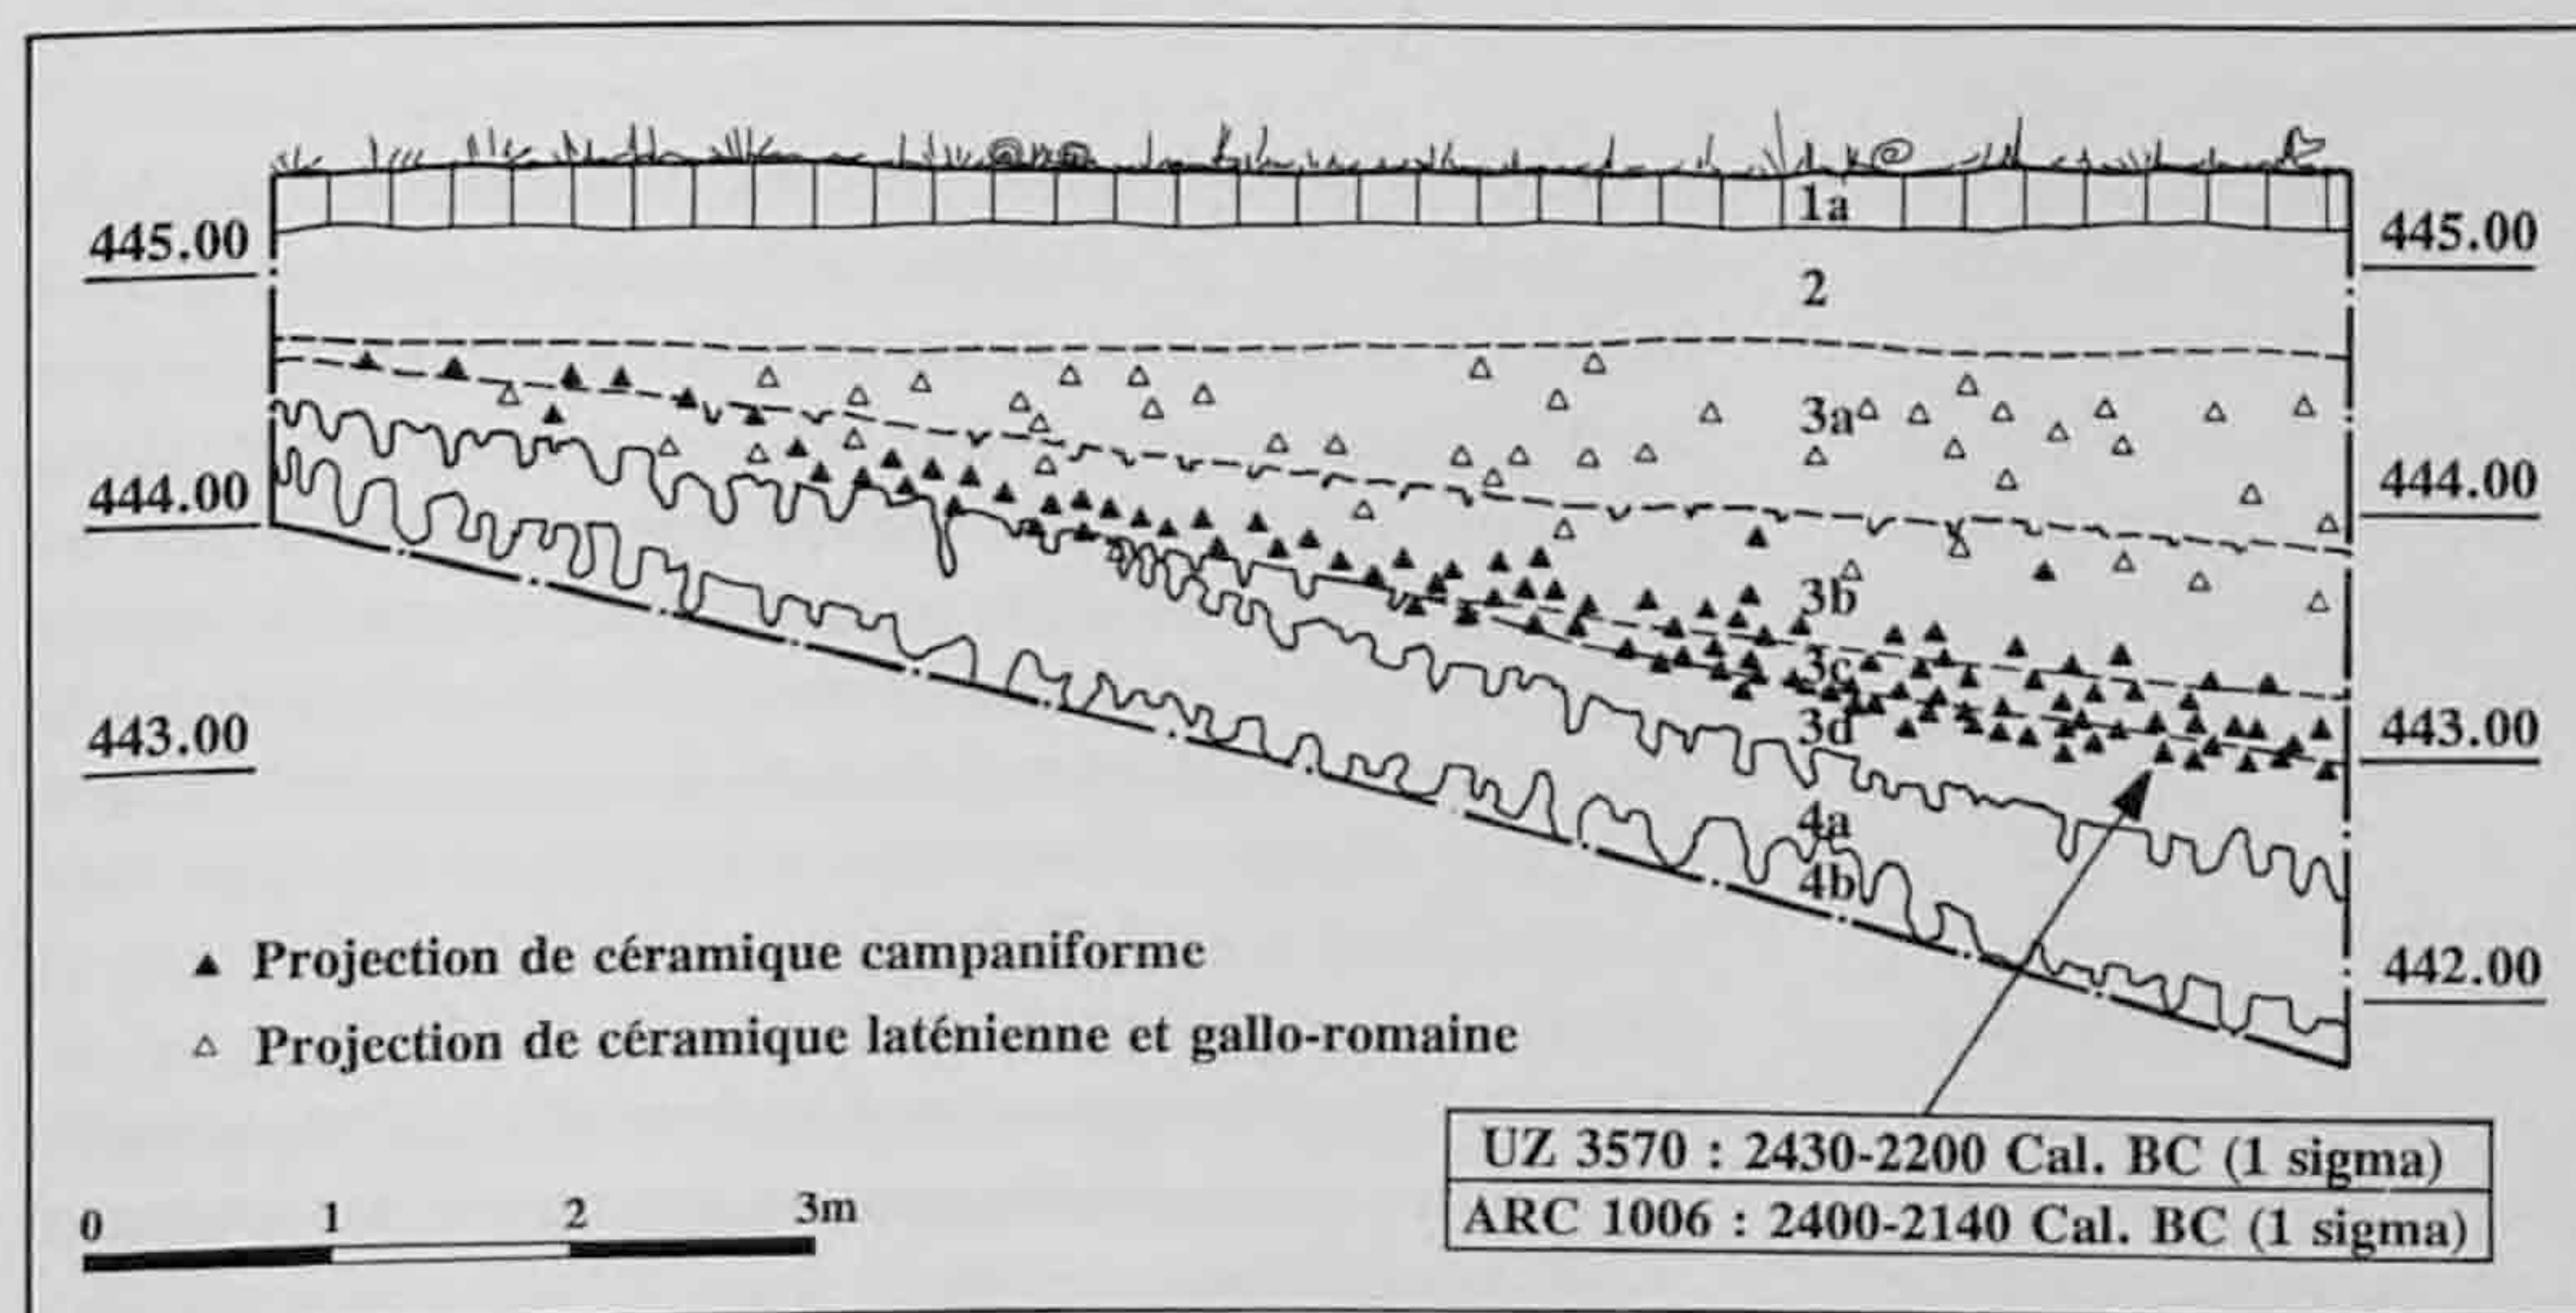 1a
445.00
445.00
2
3a
444.00
444.00
3b
3c
443.00
443.00
3d
4a
4b
▲ Projection de céramique campaniforme
442.00
△ Projection de céramique laténienne et gallo-romaine
UZ 3570 : 2430-2200 Cal. BC (1 sigma)
ARC 1006 : 2400-2140 Cal. BC (1 sigma)
0 1 2 3m